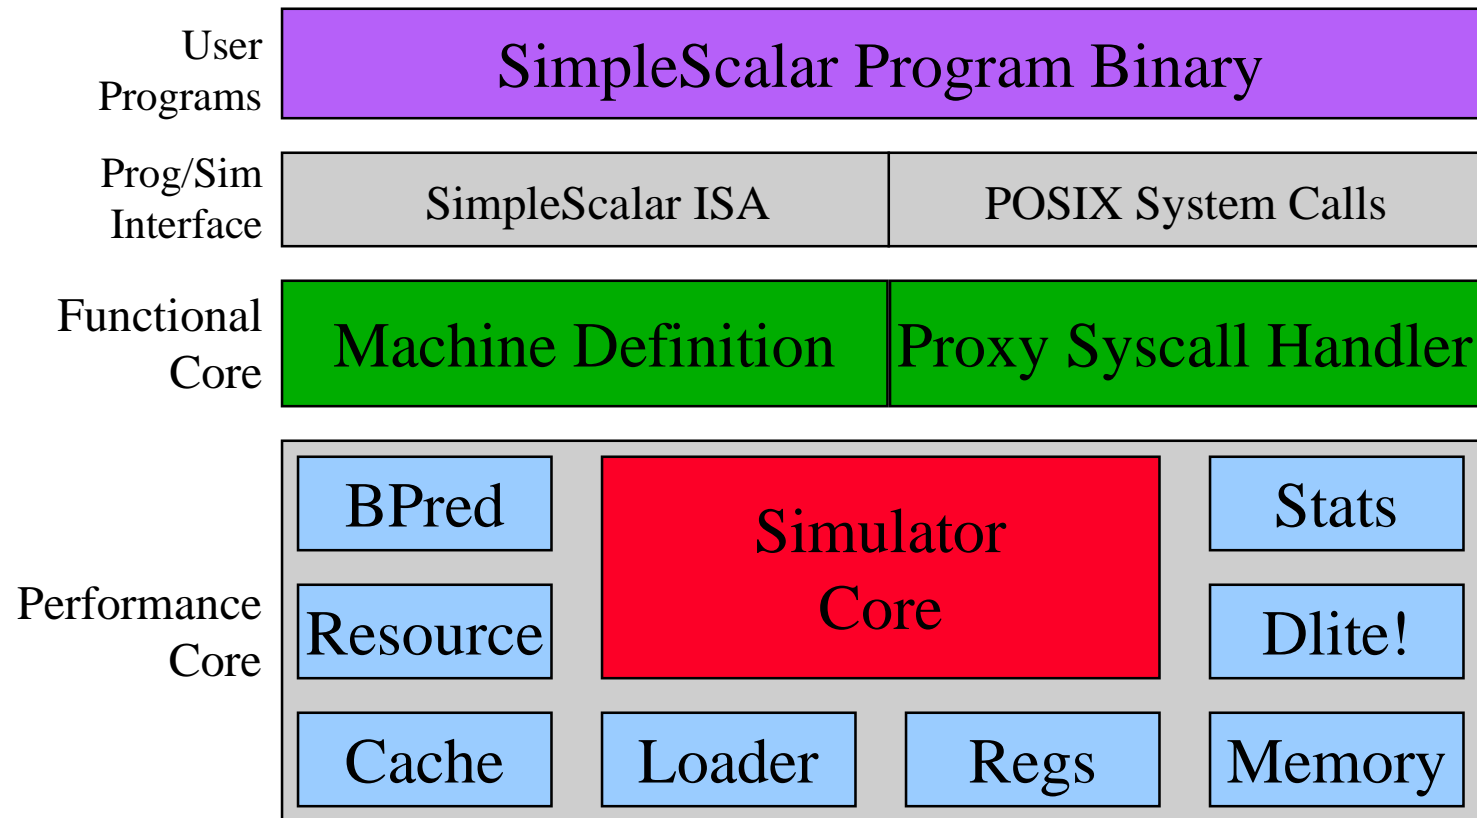 User
Programs
SimpleScalar Program Binary
Prog/Sim
Interface
SimpleScalar ISA
POSIX System Calls
Functional
Core
Machine Definition
Proxy Syscall Handler
Performance
Core
BPred
Simulator
Core
Stats
Resource
Dlite!
Cache
Loader
Regs
Memory